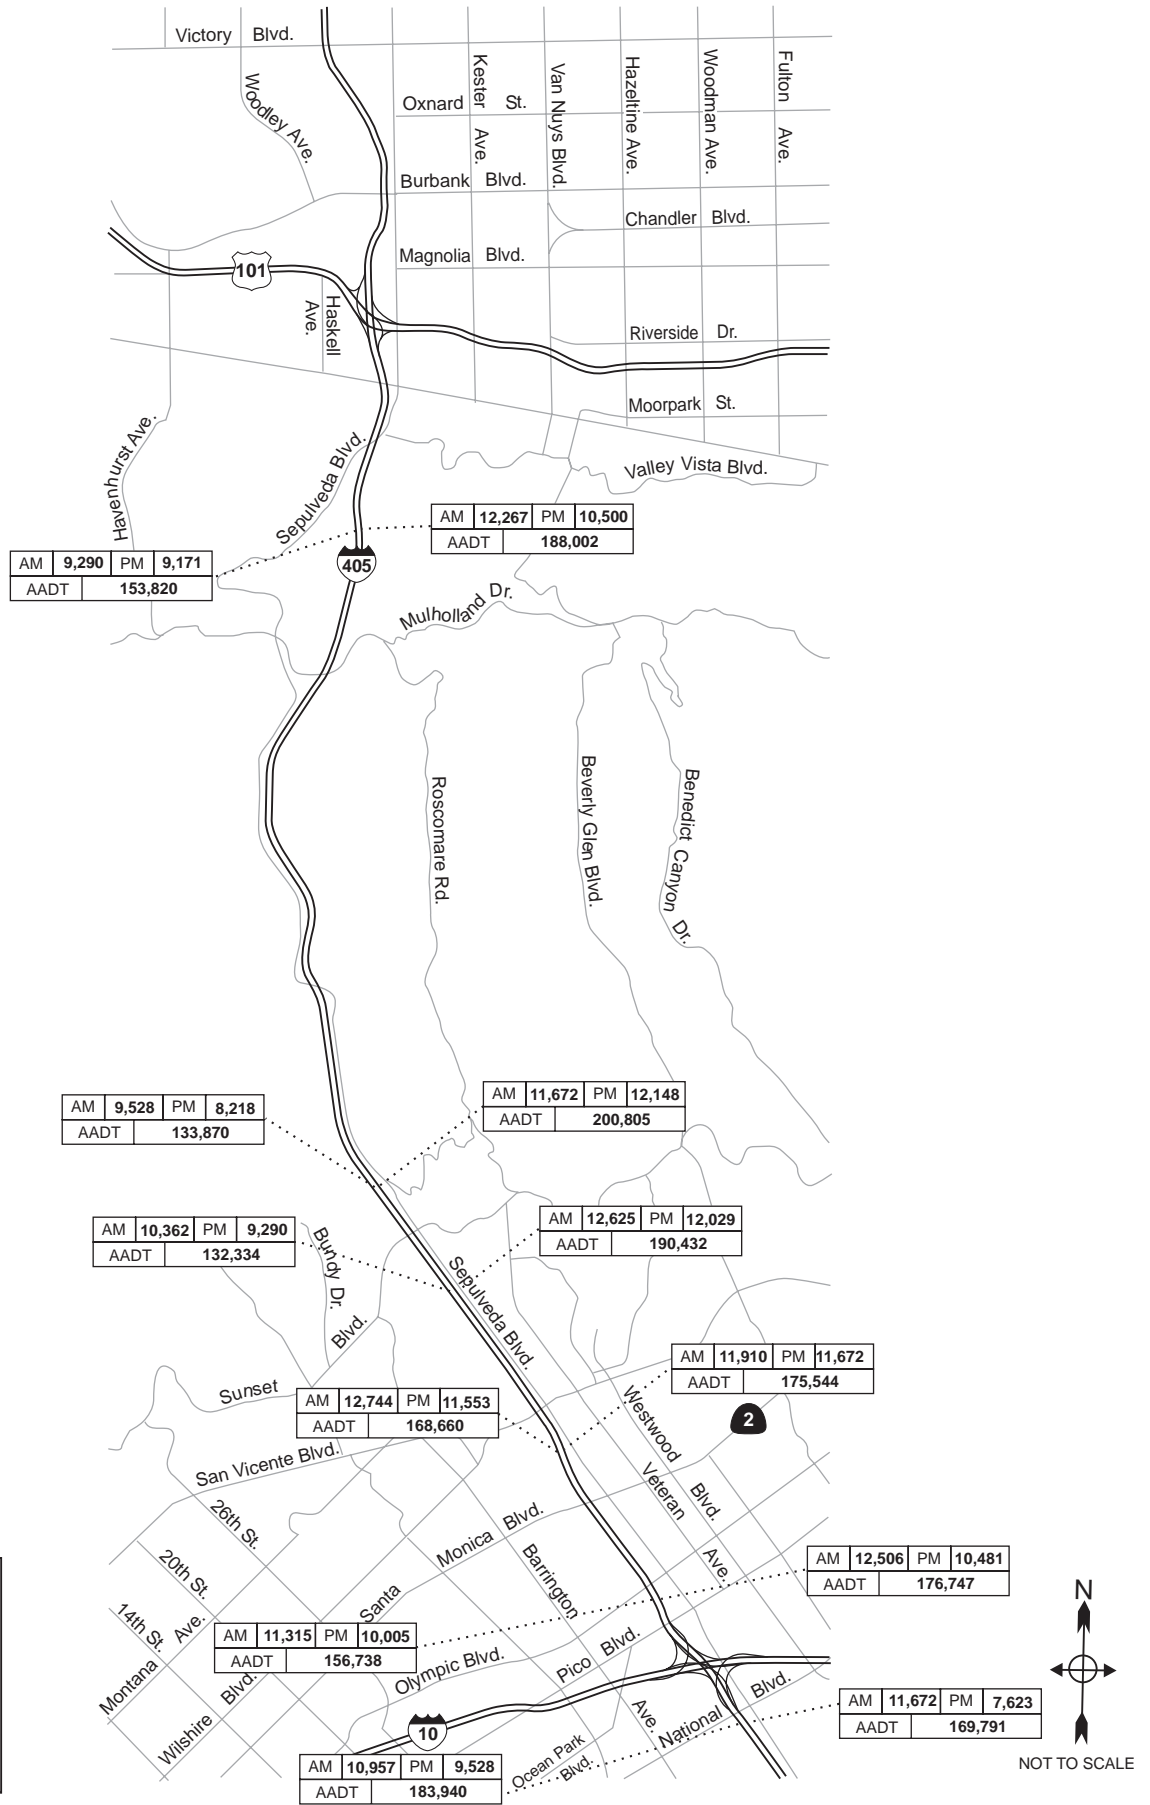 Victory Blvd.
Woodley Ave.
Kester Ave.
Van Nuys Blvd.
Hazeltine Ave.
Woodman Ave.
Fulton Ave.
Oxnard St.
Burbank Blvd.
Chandler Blvd.
Magnolia Blvd.
101
Haskell
Ave.
Riverside Dr.
Moorpark St.
Havenhurst Ave.
Sepulveda Blvd.
Valley Vista Blvd.
AM 12,267 PM 10,500
AADT 188,002
AM 9,290 PM 9,171
AADT 153,820
405
Mulholland Dr.
Roscomare Rd.
Beverly Glen Blvd.
Benedict Canyon Dr.
AM 11,672 PM 12,148
AADT 200,805
AM 9,528 PM 8,218
AADT 133,870
AM 12,625 PM 12,029
AADT 190,432
AM 10,362 PM 9,290
AADT 132,334
Bundy Dr.
Sepulveda Blvd.
Sunset Blvd.
AM 11,910 PM 11,672
AADT 175,544
2
AM 12,744 PM 11,553
AADT 168,660
Westwood Blvd.
San Vicente Blvd.
Veteran Ave.
26th St.
20th St.
14th St.
Santa Monica Blvd.
Barrington Ave.
AM 12,506 PM 10,481
AADT 176,747
Montana Ave.
AM 11,315 PM 10,005
AADT 156,738
Wilshire Blvd.
Olympic Blvd.
Pico Blvd.
National Blvd.
10
AM 11,672 PM 7,623
AADT 169,791
AM 10,957 PM 9,528
AADT 183,940
Ocean Park
Blvd.
N
NOT TO SCALE